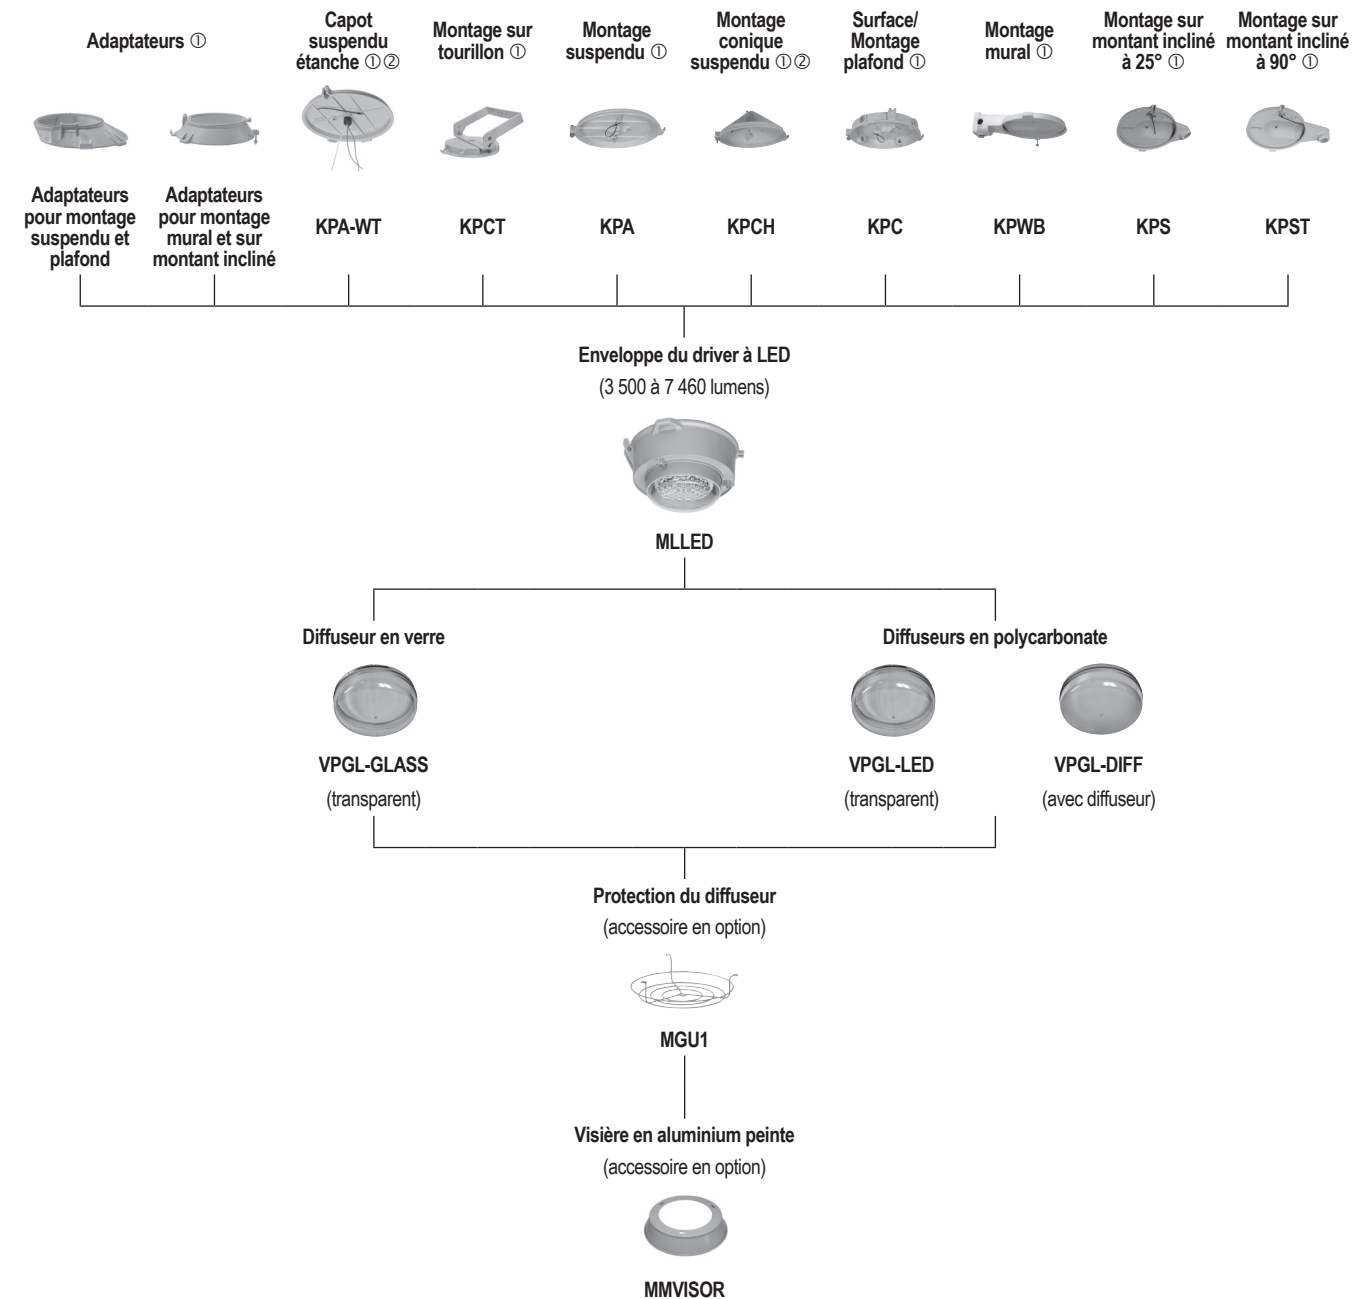 Adaptateurs ①
Capot
suspendu
étanche ①②
Montage sur
tourillon ①
Montage
suspendu ①
Montage
conique
suspendu ①②
Surface/
Montage
plafond ①
Montage
mural ①
Montage sur
montant incliné
à 25° ①
Montage sur
montant incliné
à 90° ①
Adaptateurs
pour montage
suspendu et
plafond
Adaptateurs
pour montage
mural et sur
montant incliné
KPA-WT
KPCT
KPA
KPCH
KPC
KPWB
KPS
KPST
Enveloppe du driver à LED
(3 500 à 7 460 lumens)
MLLED
Diffuseur en verre
Diffuseurs en polycarbonate
VPGL-GLASS
(transparent)
VPGL-LED
(transparent)
VPGL-DIFF
(avec diffuseur)
Protection du diffuseur
(accessoire en option)
MGU1
Visière en aluminium peinte
(accessoire en option)
MMVISOR